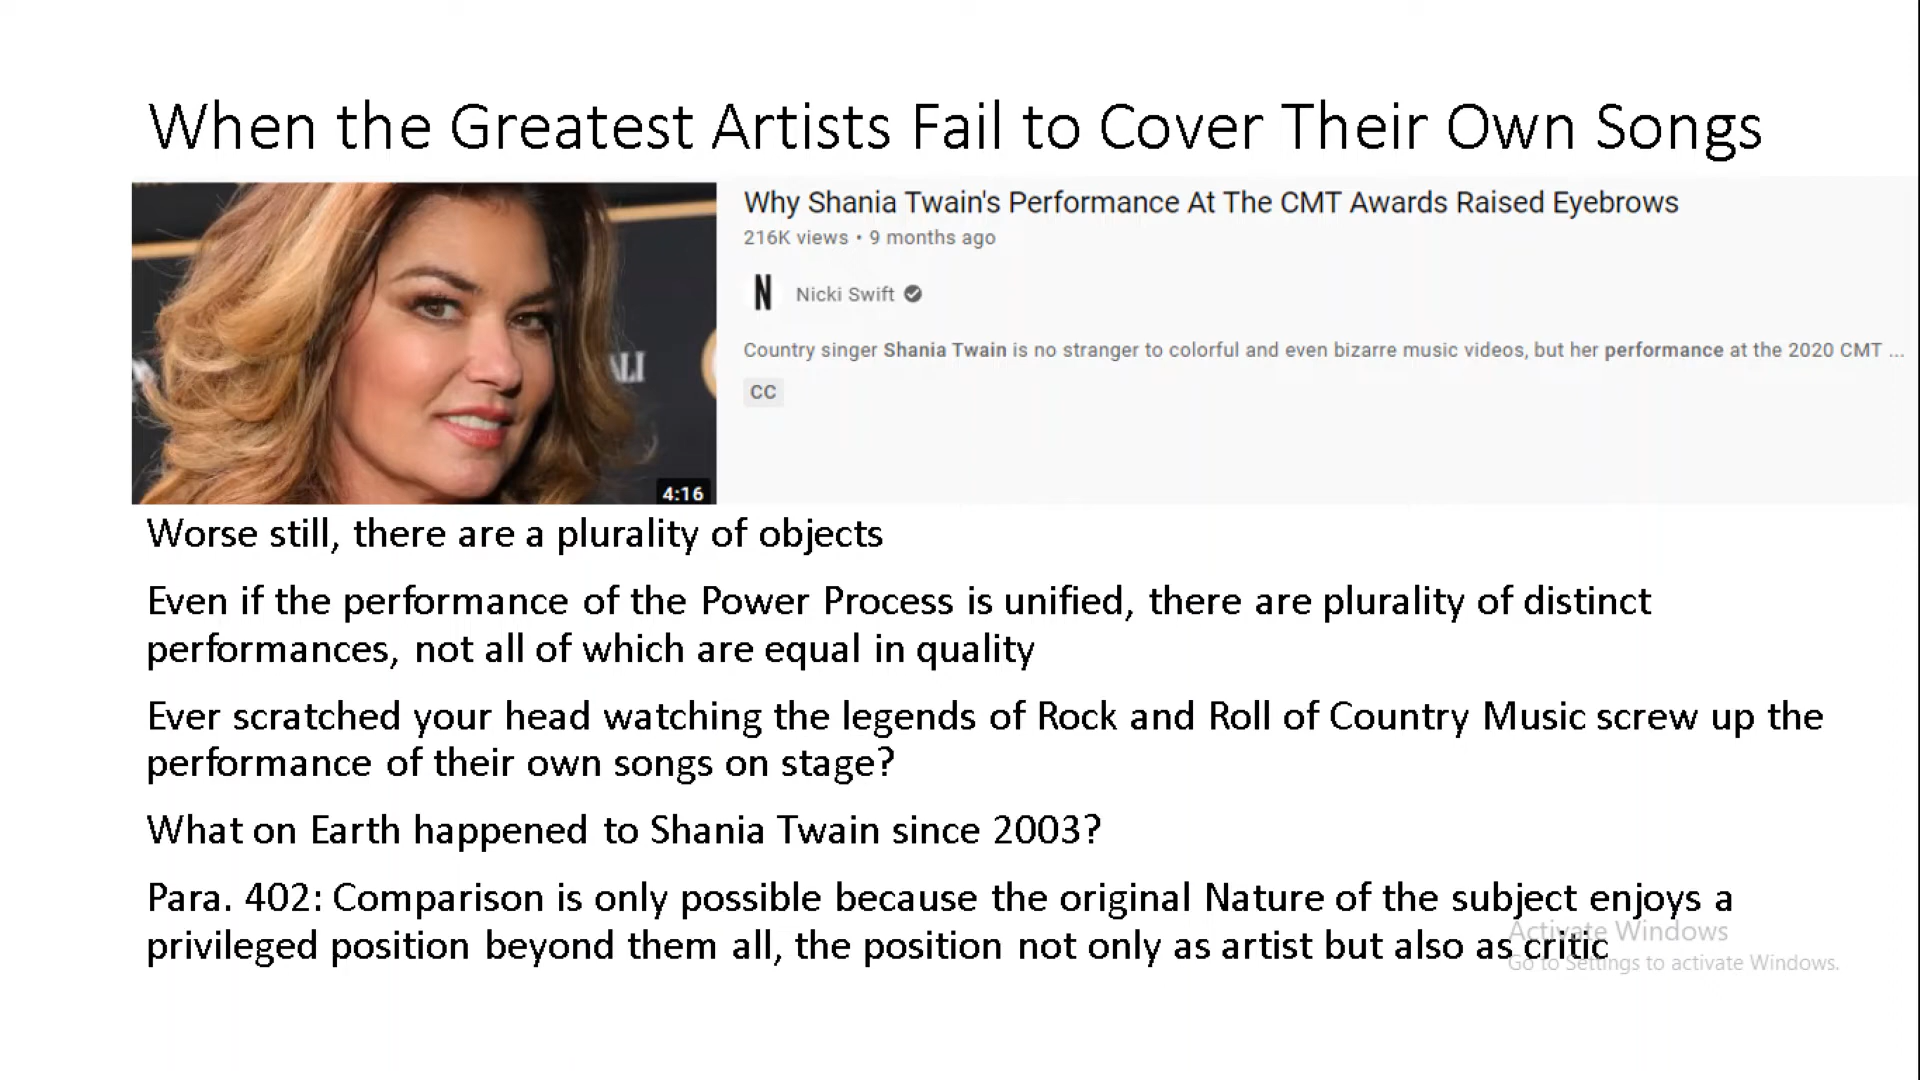 When the Greatest Artists Fail to Cover Their Own Songs
Why Shania Twain's Performance At The CMT Awards Raised Eyebrows
216K views • 9 months ago
N
Nicki Swift
Country singer Shania Twain is no stranger to colorful and even bizarre music videos, but her performance at the 2020 CMT ...
CC
ALI
4:16
Worse still, there are a plurality of objects
Even if the performance of the Power Process is unified, there are plurality of distinct
performances, not all of which are equal in quality
Ever scratched your head watching the legends of Rock and Roll of Country Music screw up the
performance of their own songs on stage?
What on Earth happened to Shania Twain since 2003?
Para. 402: Comparison is only possible because the original Nature of the subject enjoys a
privileged position beyond them all, the position not only as artist but also as critic
Activate Windows
Go to Settings to activate Windows.